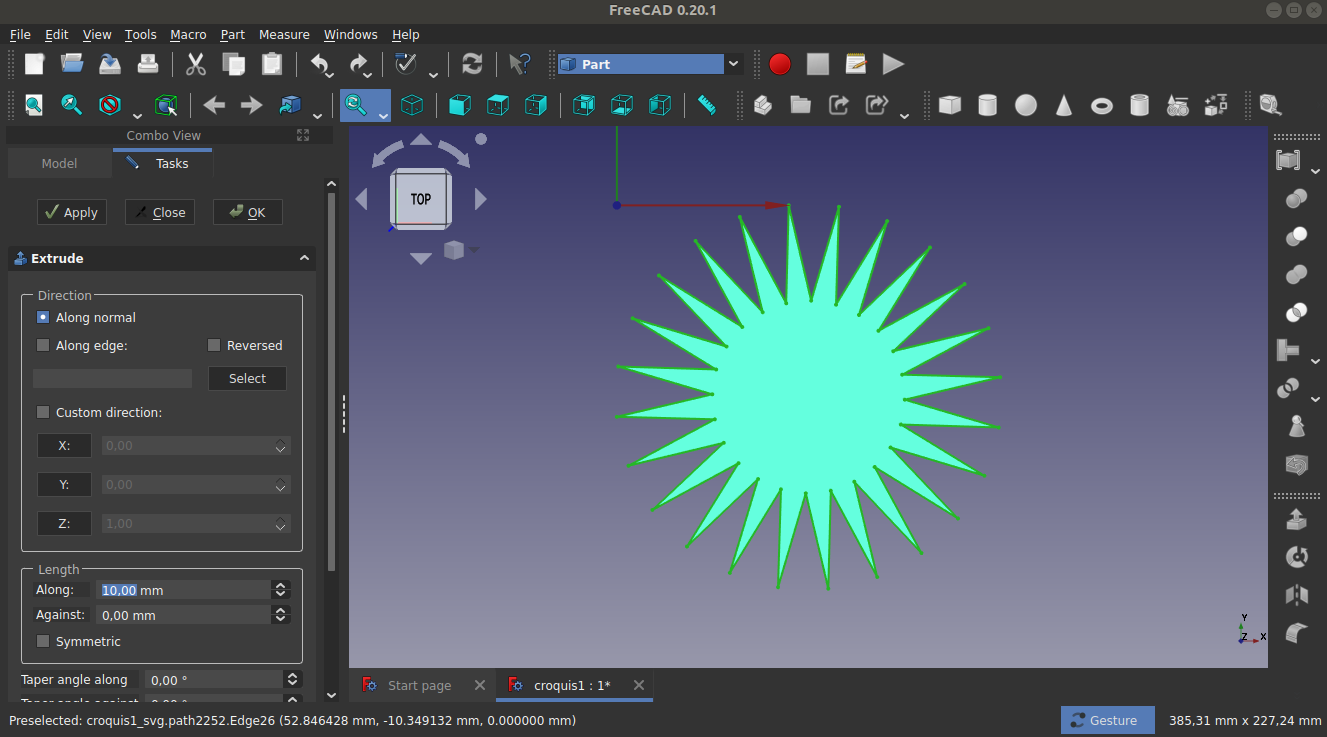 FreeCAD 0.20.1
File Edit View Tools Macro Part Measure Windows Help
Part
Combo View
Model Tasks
Apply Close OK
Extrude
Direction
Along normal
Along edge: Reversed
Select
Custom direction:
X: 0,00
Y: 0,00
Z: 1,00
Length
Along: 10,00 mm
Against: 0,00 mm
Symmetric
Taper angle along 0,00 °
Taper angle against 0,00 °
TOP
Y
Z X
Start page croquis1 : 1*
Preselected: croquis1_svg.path2252.Edge26 (52.846428 mm, -10.349132 mm, 0.000000 mm) Gesture 385,31 mm x 227,24 mm